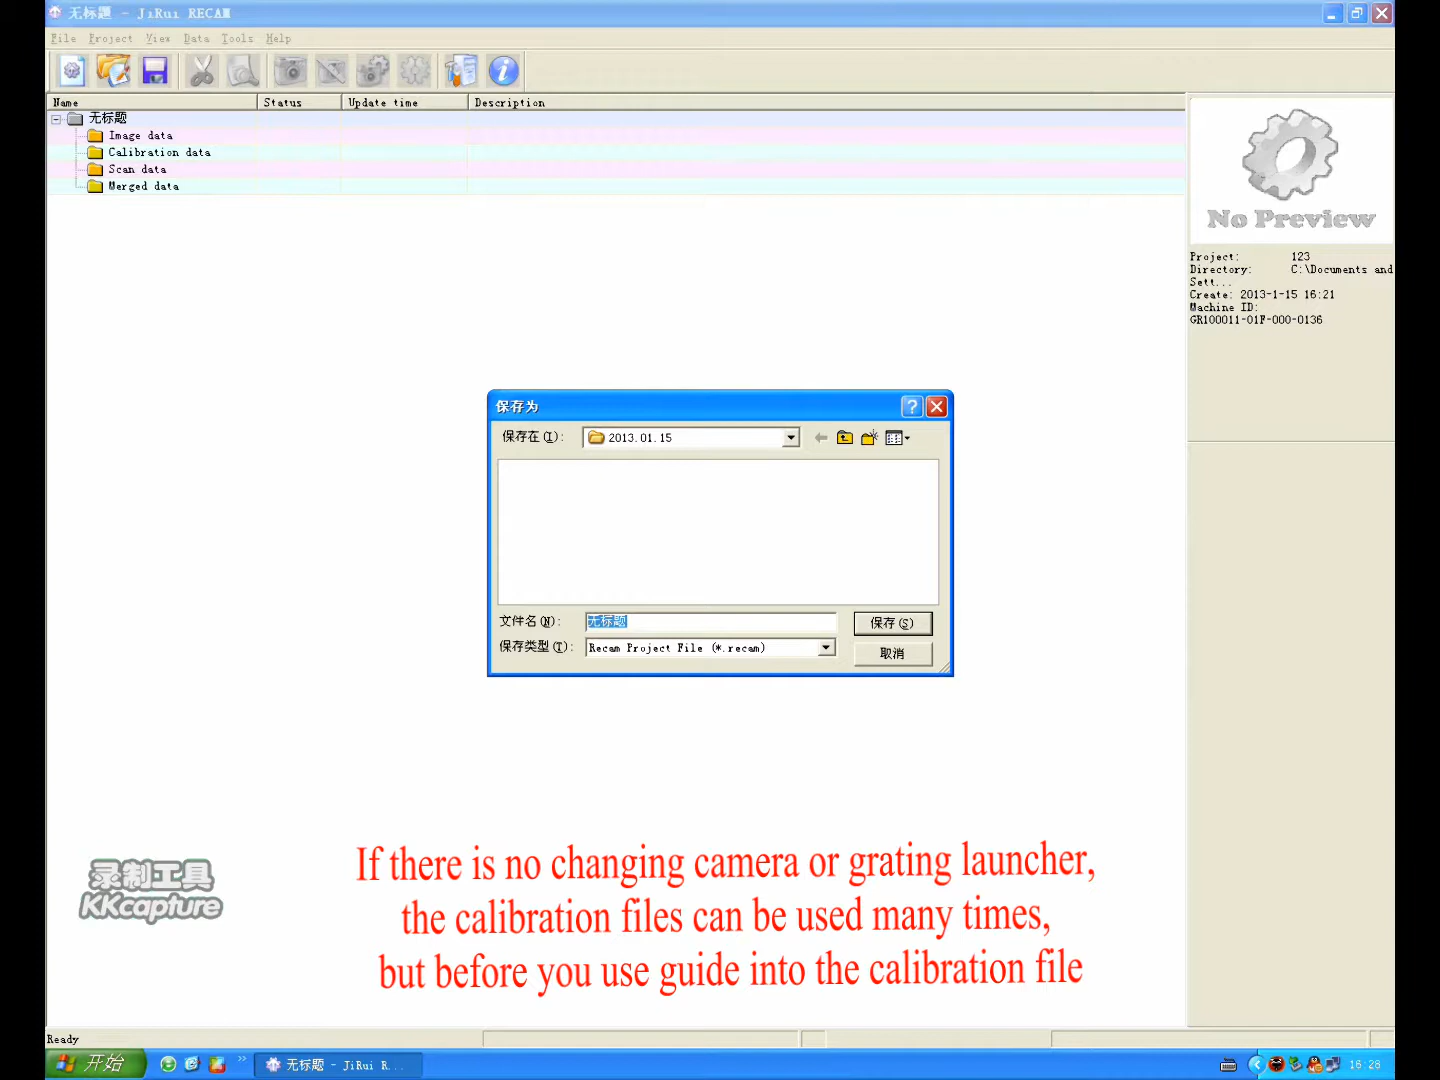 无标题 - JiRui RECAM
File Project View Data Tools Help
Name Status Update time Description
无标题
Image data
Calibration data
Scan data
Merged data
No Preview
Project: 123
Directory: C:\Documents and
Sett...
Create: 2013-1-15 16:21
Machine ID:
GR100011-01F-000-0136
保存为
保存在(I): 2013.01.15
文件名(N): 无标题 保存(S)
保存类型(T): Recam Project File (*.recam) 取消
录制工具
KKcapture
If there is no changing camera or grating launcher,
the calibration files can be used many times,
but before you use guide into the calibration file
Ready
开始 无标题 - JiRui R... 16:28